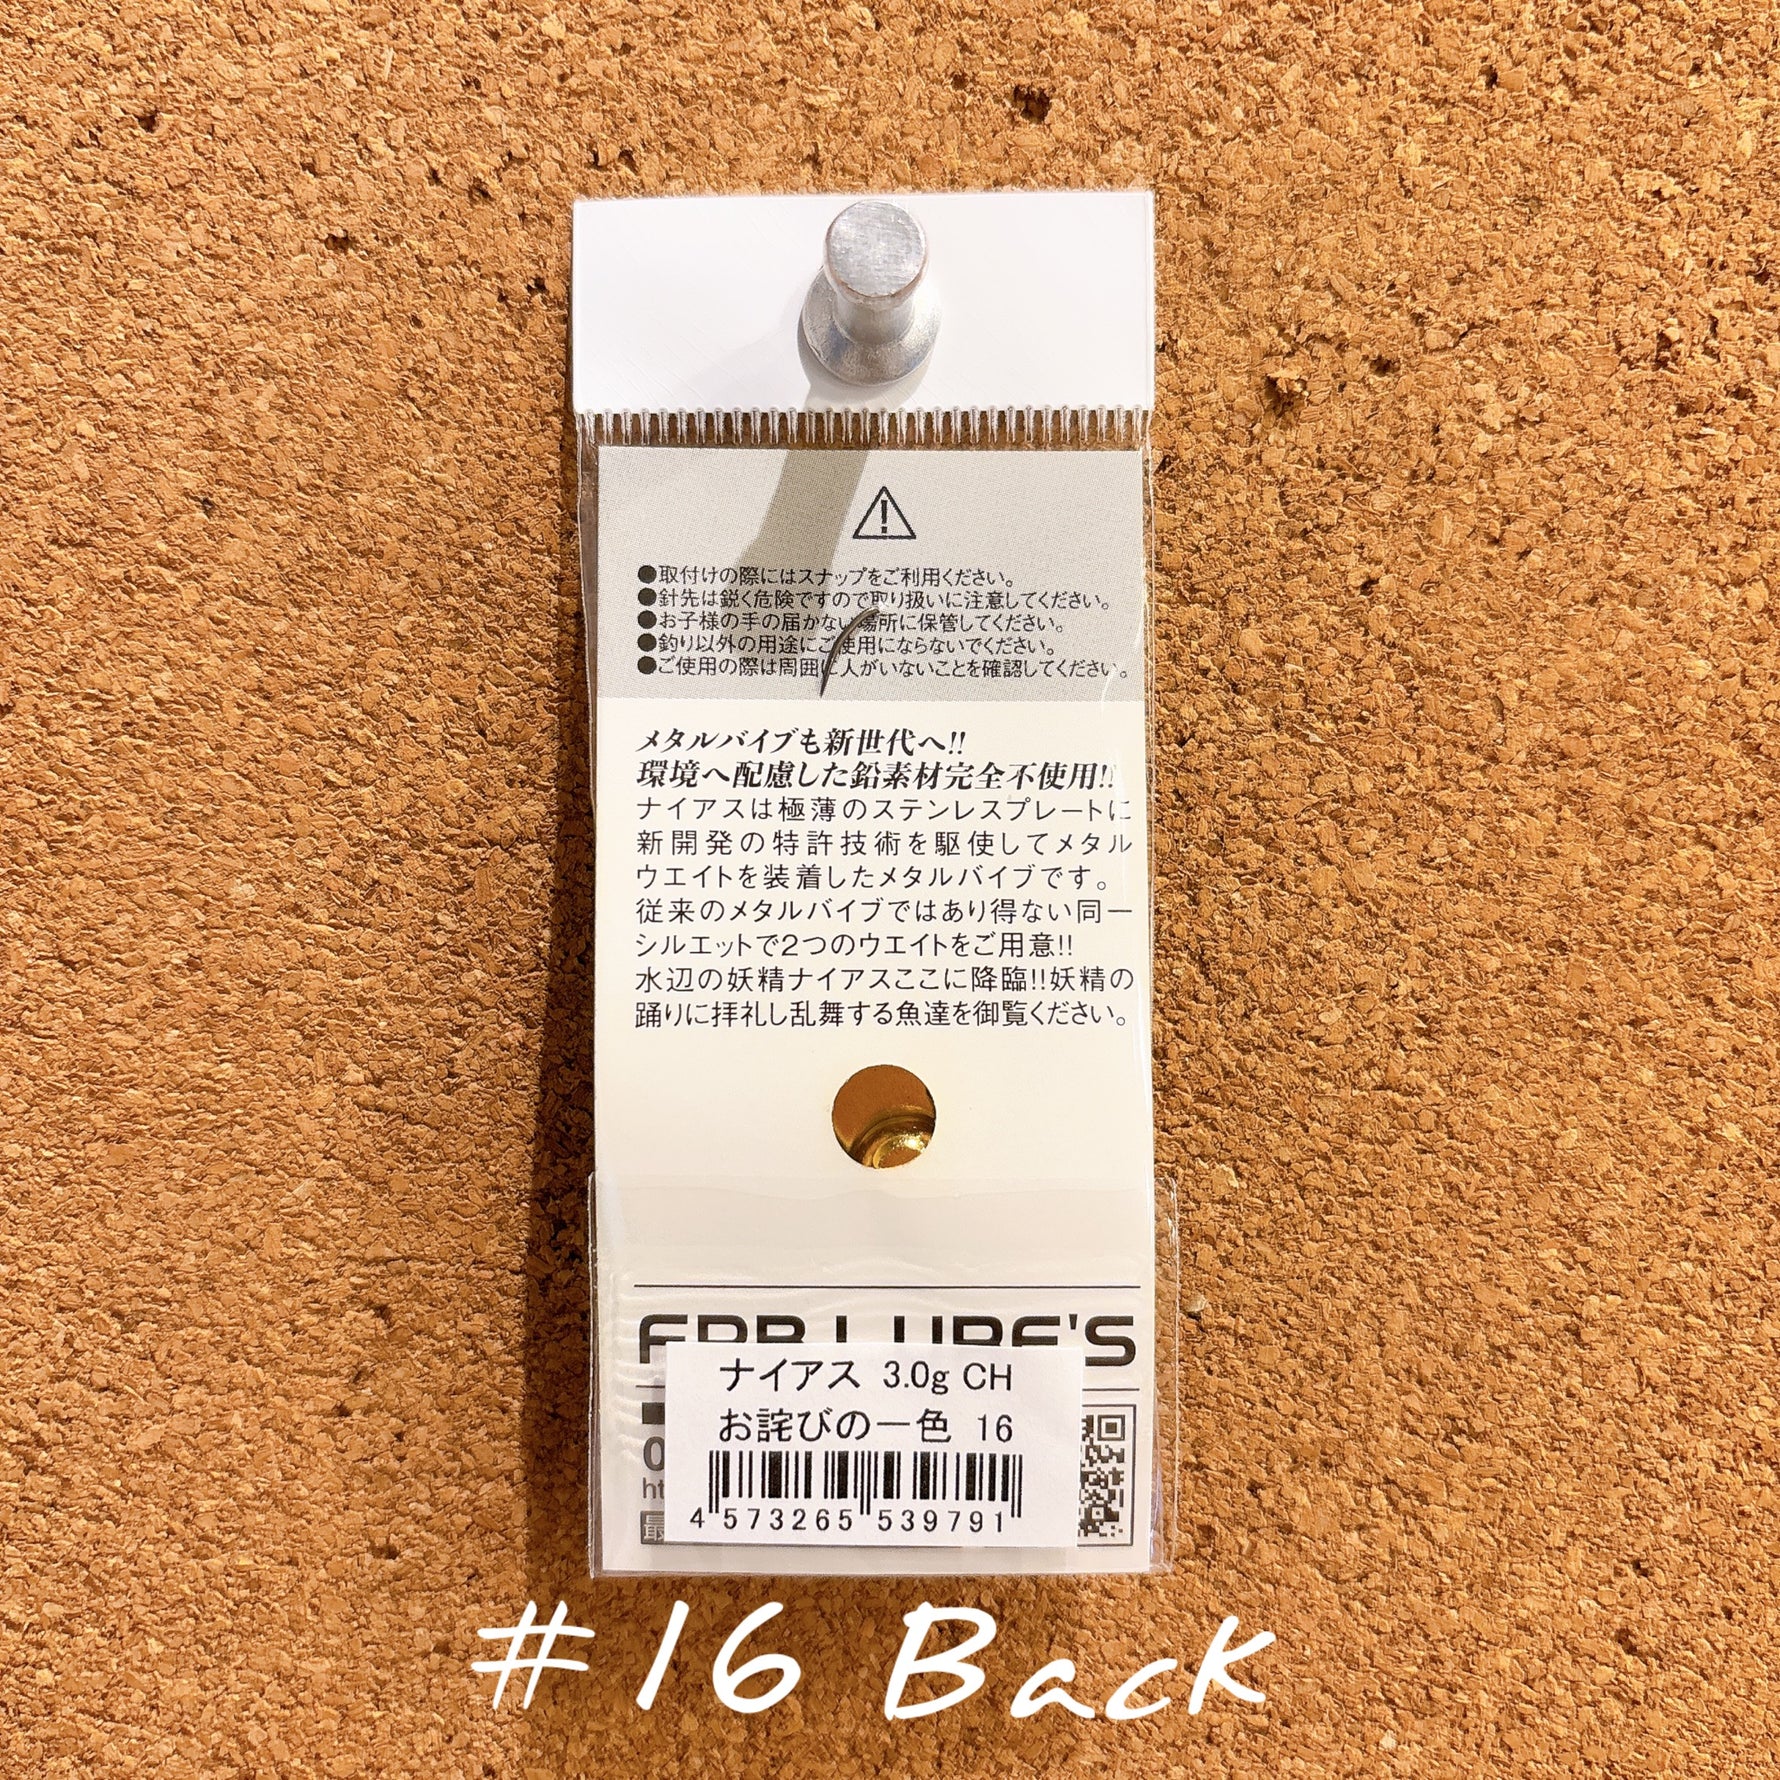 ●取付けの際にはスナップをご利用ください。
●針先は鋭く危険ですので取り扱いに注意してください。
●お子様の手の届かない場所に保管してください。
●釣り以外の用途にご使用にならないでください。
●ご使用の際は周囲に人がいないことを確認してください。
メタルバイブも新世代へ!!
環境へ配慮した鉛素材完全不使用!!
ナイアスは極薄のステンレスプレートに
新開発の特許技術を駆使してメタル
ウエイトを装着したメタルバイブです。
従来のメタルバイブではあり得ない同一
シルエットで2つのウエイトをご用意!!
水辺の妖精ナイアスここに降臨!!妖精の
踊りに拝礼し乱舞する魚達を御覧ください。
LURE'S
ナイアス 3.0g CH
お詫びの一色 16
4 573265 539791
#16 Back